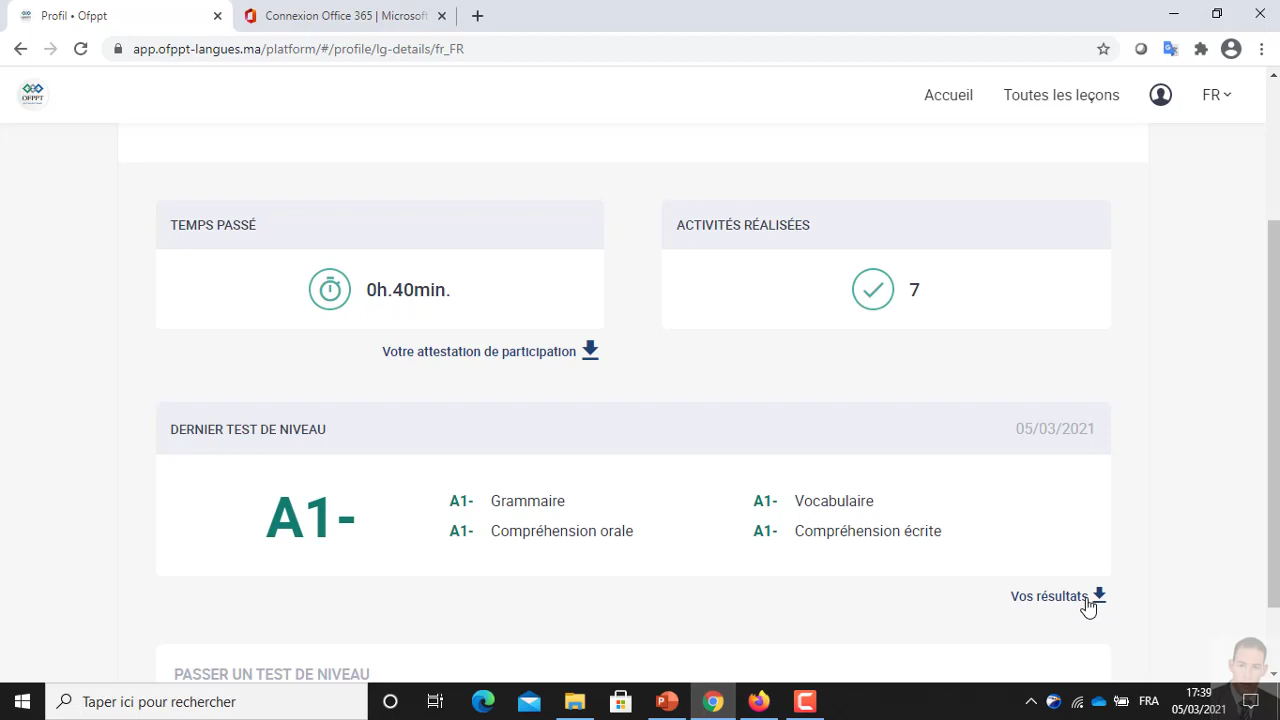 Profil • Ofppt
Connexion Office 365 | Microsoft
app.ofppt-langues.ma/platform/#/profile/lg-details/fr_FR
OFPPT
Accueil
Toutes les leçons
FR
TEMPS PASSÉ
ACTIVITÉS RÉALISÉES
0h.40min.
7
Votre attestation de participation
DERNIER TEST DE NIVEAU
05/03/2021
A1-
A1- Grammaire
A1- Vocabulaire
A1- Compréhension orale
A1- Compréhension écrite
Vos résultats
PASSER UN TEST DE NIVEAU
Taper ici pour rechercher
FRA
17:39
05/03/2021